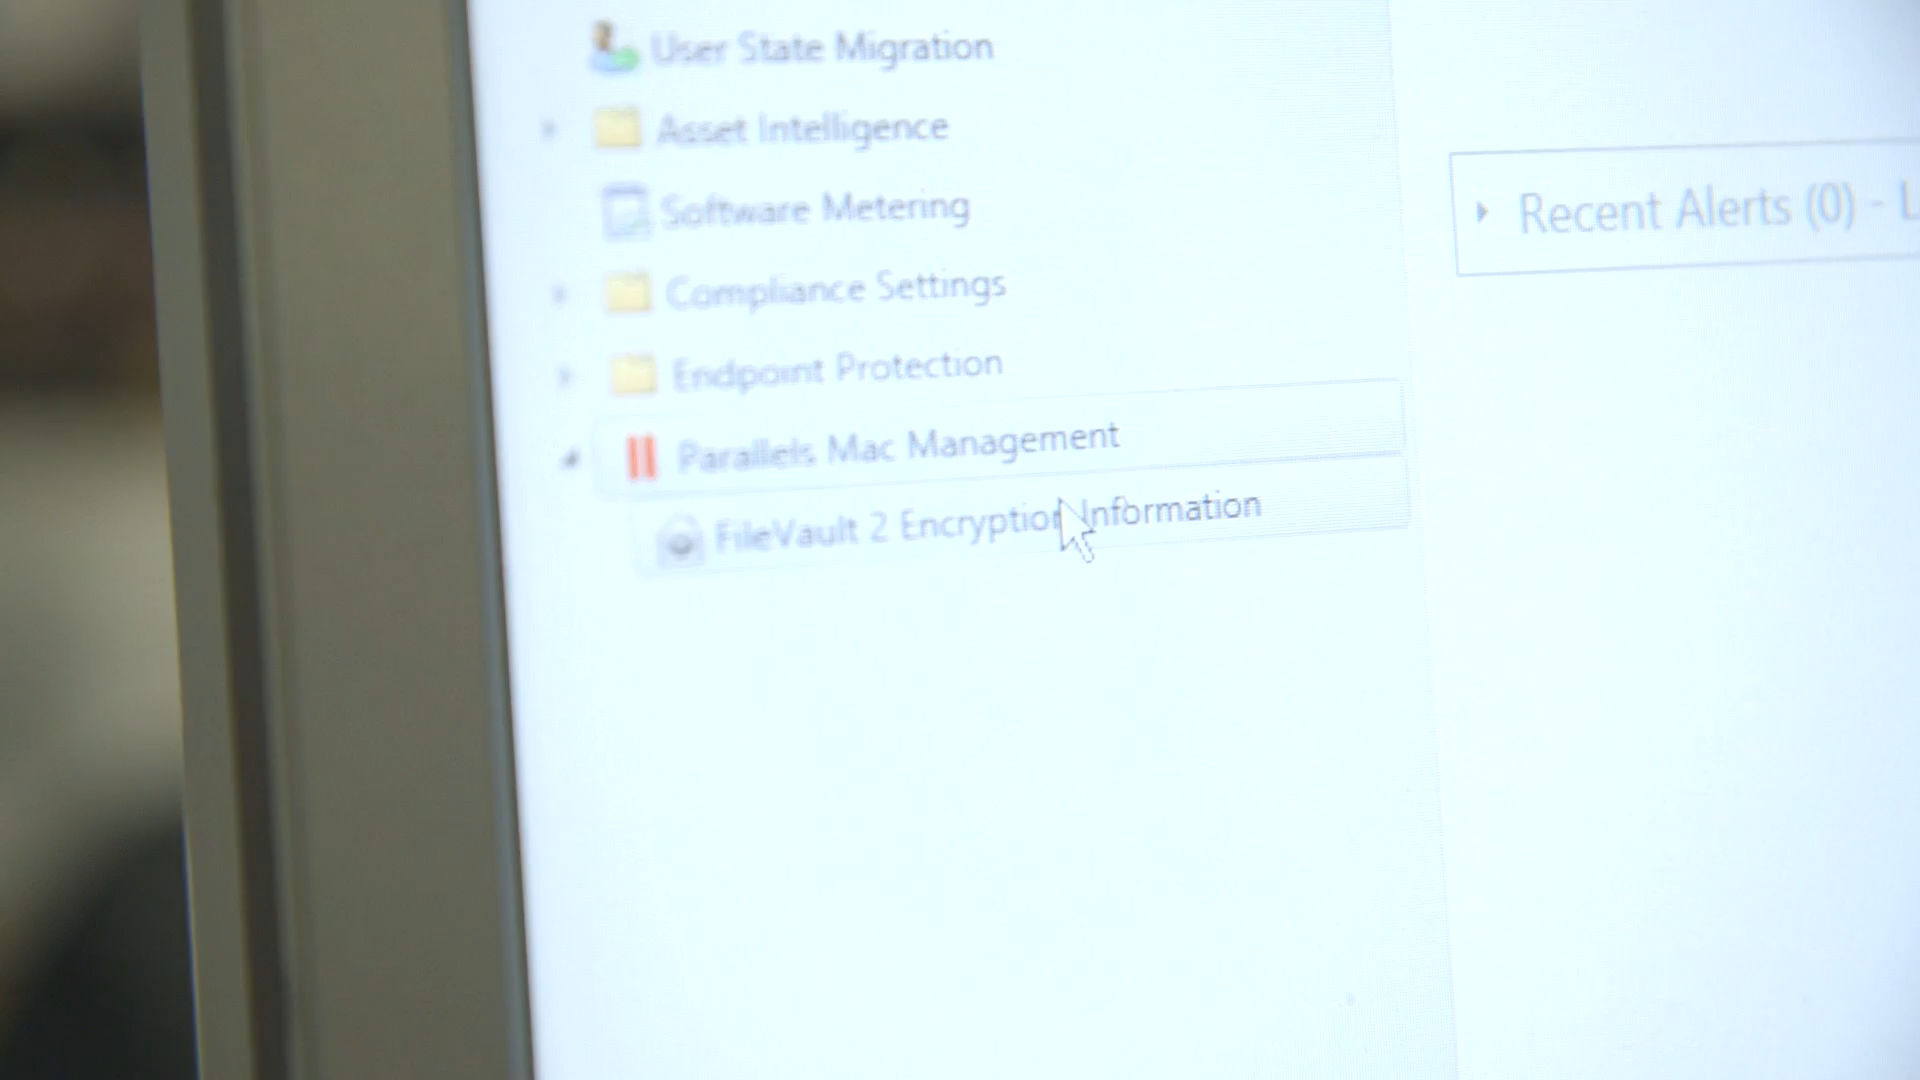 User State Migration
Asset Intelligence
Software Metering
Compliance Settings
Endpoint Protection
Parallels Mac Management
FileVault 2 Encryption Information
Recent Alerts (0) - L